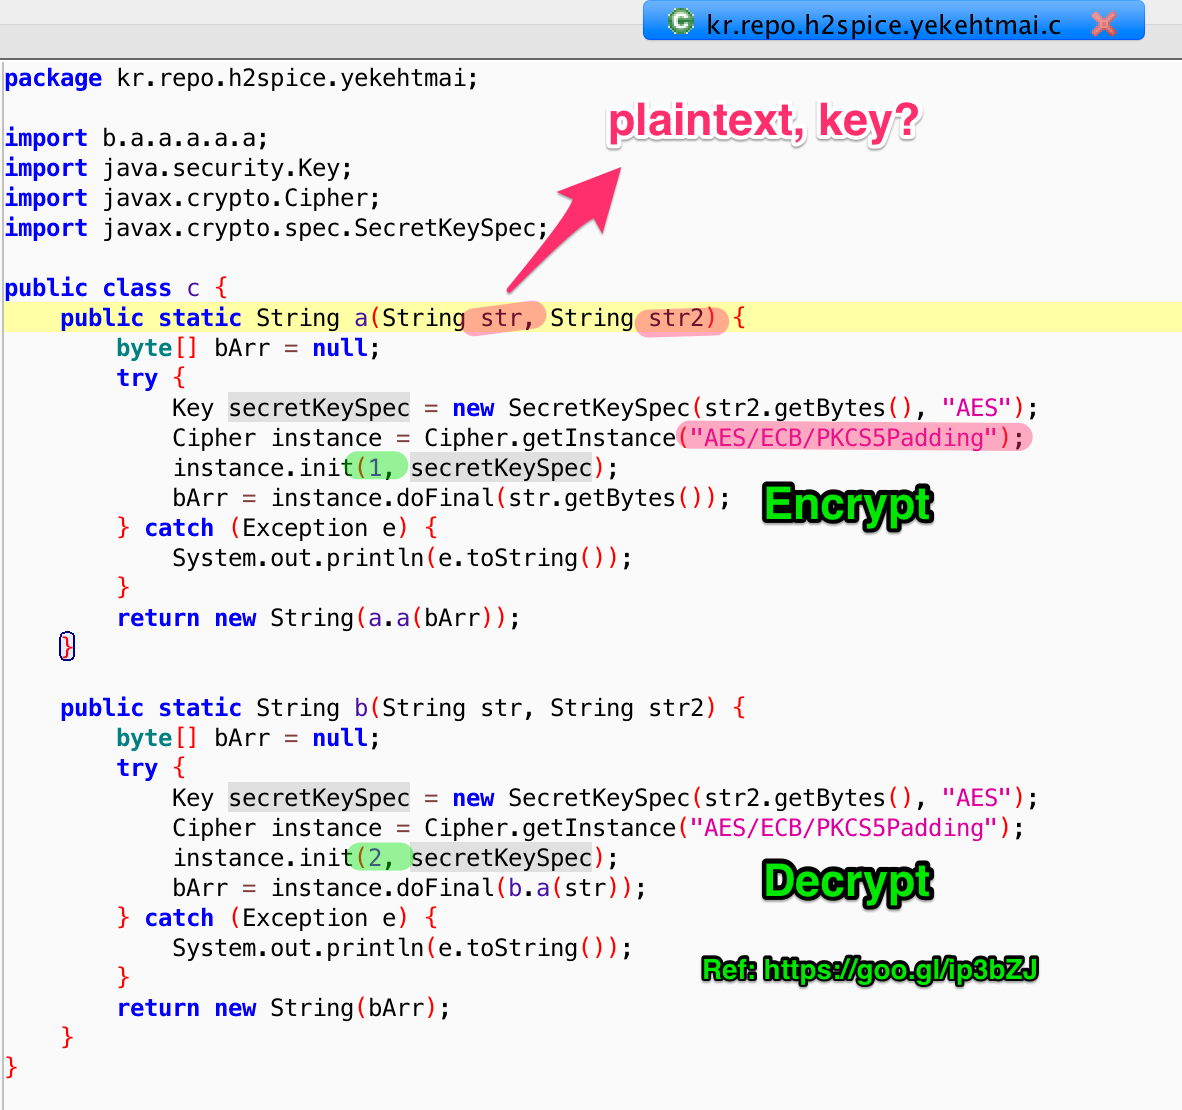 kr.repo.h2spice.yekehtmai.c
package kr.repo.h2spice.yekehtmai;
plaintext, key?
import b.a.a.a.a.a;
import java.security.Key;
import javax.crypto.Cipher;
import javax.crypto.spec.SecretKeySpec;
public class c {
public static String a(String str, String str2) {
byte[] bArr = null;
try {
Key secretKeySpec = new SecretKeySpec(str2.getBytes(), "AES");
Cipher instance = Cipher.getInstance("AES/ECB/PKCS5Padding");
instance.init(1, secretKeySpec);
bArr = instance.doFinal(str.getBytes());
Encrypt
} catch (Exception e) {
System.out.println(e.toString());
}
return new String(a.a(bArr));
}
public static String b(String str, String str2) {
byte[] bArr = null;
try {
Key secretKeySpec = new SecretKeySpec(str2.getBytes(), "AES");
Cipher instance = Cipher.getInstance("AES/ECB/PKCS5Padding");
instance.init(2, secretKeySpec);
bArr = instance.doFinal(b.a(str));
Decrypt
} catch (Exception e) {
System.out.println(e.toString());
}
Ref: https://goo.gl/ip3bZJ
return new String(bArr);
}
}